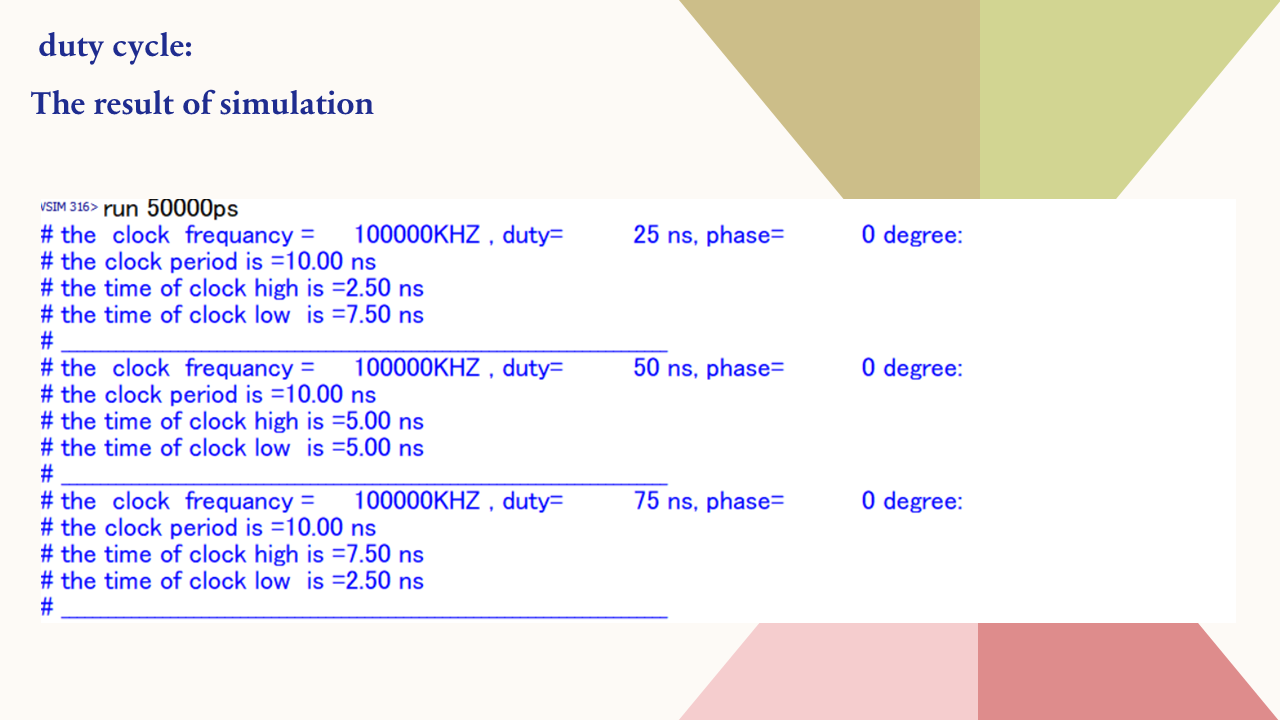 duty cycle:
The result of simulation
VSIM 316> run 50000ps
# the  clock  frequancy =     100000KHZ , duty=        25 ns, phase=         0 degree:
# the clock period is =10.00 ns
# the time of clock high is =2.50 ns
# the time of clock low  is =7.50 ns
# ____________________________________________
# the  clock  frequancy =     100000KHZ , duty=        50 ns, phase=         0 degree:
# the clock period is =10.00 ns
# the time of clock high is =5.00 ns
# the time of clock low  is =5.00 ns
# ____________________________________________
# the  clock  frequancy =     100000KHZ , duty=        75 ns, phase=         0 degree:
# the clock period is =10.00 ns
# the time of clock high is =7.50 ns
# the time of clock low  is =2.50 ns
# ____________________________________________